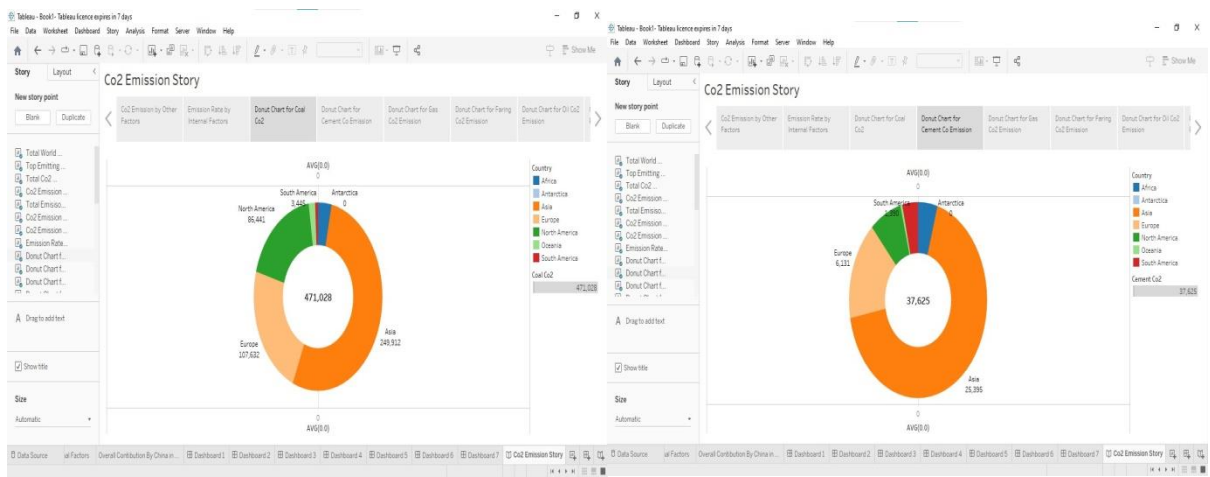 Tableau - Book1- Tableau licence expires in 7 days
File Data Worksheet Dashboard Story Analysis Format Server Window Help
Show Me
Story Layout
New story point
Blank Duplicate
Total World ...
Top Emitting ...
Total Co2 ...
Co2 Emission ...
Total Emisiso...
Co2 Emission ...
Co2 Emission ...
Emission Rate...
Donut Chart f...
Donut Chart f...
Donut Chart f...
A Drag to add text
Show title
Size
Automatic
Co2 Emission Story
Co2 Emission by Other Factors
Emission Rate by Internal Factors
Donut Chart for Coal Co2
Donut Chart for Cement Co Emission
Donut Chart for Gas Co2 Emission
Donut Chart for Faring Co2 Emission
Donut Chart for Oil Co2 Emission
AVG(0.0)
0
South America
3,445
Antarctica
0
North America
86,441
471,028
Asia
249,912
Europe
107,632
0
AVG(0.0)
Country
Africa
Antarctica
Asia
Europe
North America
Oceania
South America
Coal Co2
471,028
Data Source al Factors Overall Contibution By China in ... Dashboard 1 Dashboard 2 Dashboard 3 Dashboard 4 Dashboard 5 Dashboard 6 Dashboard 7 Co2 Emission Story
Tableau - Book1- Tableau licence expires in 7 days
File Data Worksheet Dashboard Story Analysis Format Server Window Help
Show Me
Story Layout
New story point
Blank Duplicate
Total World ...
Top Emitting ...
Total Co2 ...
Co2 Emission ...
Total Emisiso...
Co2 Emission ...
Co2 Emission ...
Emission Rate...
Donut Chart f...
Donut Chart f...
Donut Chart f...
A Drag to add text
Show title
Size
Automatic
Co2 Emission Story
Co2 Emission by Other Factors
Emission Rate by Internal Factors
Donut Chart for Coal Co2
Donut Chart for Cement Co Emission
Donut Chart for Gas Co2 Emission
Donut Chart for Faring Co2 Emission
Donut Chart for Oil Co2 Emission
AVG(0.0)
0
South America
Antarctica
0
Europe
6,131
37,625
Asia
25,395
0
AVG(0.0)
Country
Africa
Antarctica
Asia
Europe
North America
Oceania
South America
Cement Co2
37,625
Data Source al Factors Overall Contibution By China in ... Dashboard 1 Dashboard 2 Dashboard 3 Dashboard 4 Dashboard 5 Dashboard 6 Dashboard 7 Co2 Emission Story